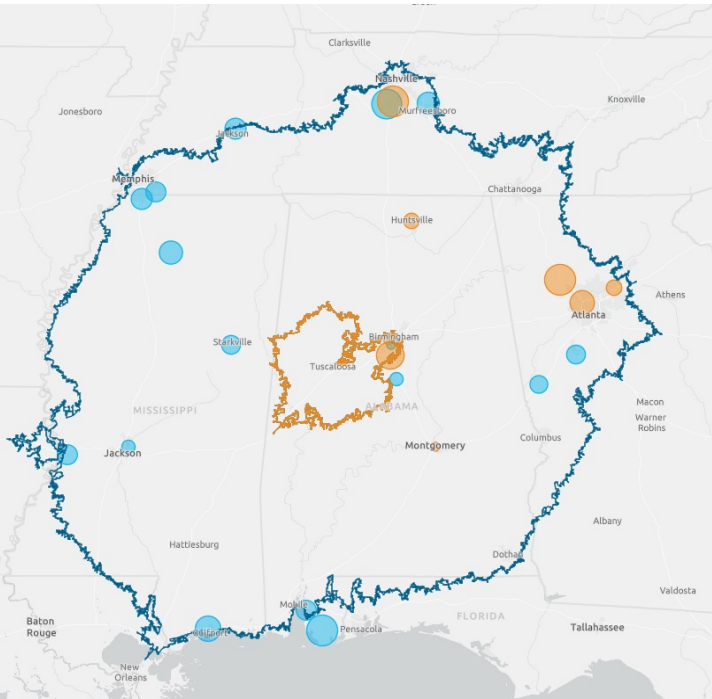 Clarksville
Nashville
Knoxville
Jonesboro
Murfreesboro
Jackson
Memphis
Chattanooga
Huntsville
Athens
Atlanta
Birmingham
Starkville
Tuscaloosa
MISSISSIPPI
ALABAMA
Macon
Warner
Robins
Columbus
Montgomery
Jackson
Albany
Hattiesburg
Dothan
Valdosta
Mobile
FLORIDA
Baton
Rouge
Gulfport
Pensacola
Tallahassee
New
Orleans